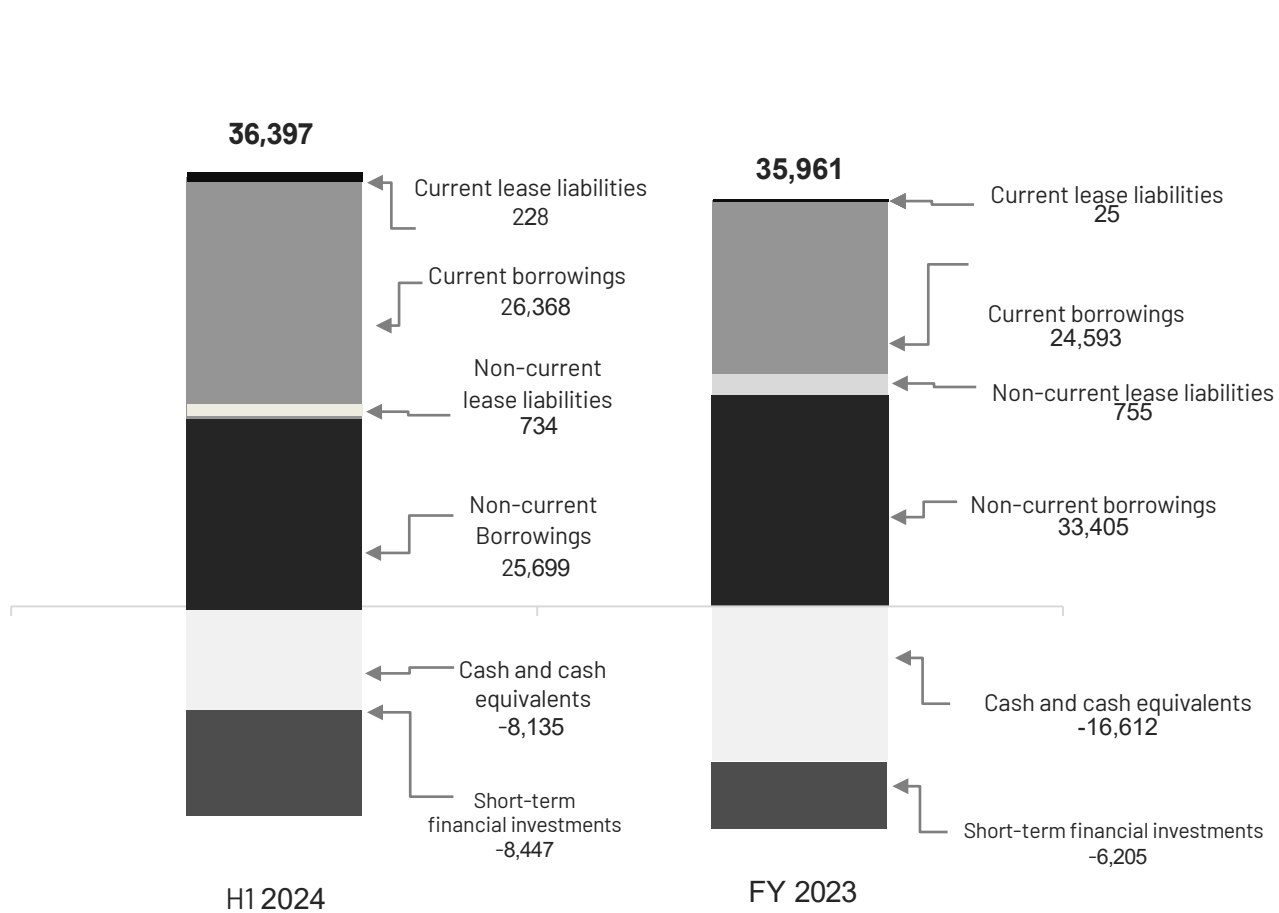 36,397
Current lease liabilities
228
Current borrowings
26,368
Non-current
lease liabilities
734
Non-current
Borrowings
25,699
Cash and cash
equivalents
-8,135
Short-term
financial investments
-8,447
H1 2024
35,961
Current lease liabilities
25
Current borrowings
24,593
Non-current lease liabilities
755
Non-current borrowings
33,405
Cash and cash equivalents
-16,612
Short-term financial investments
-6,205
FY 2023